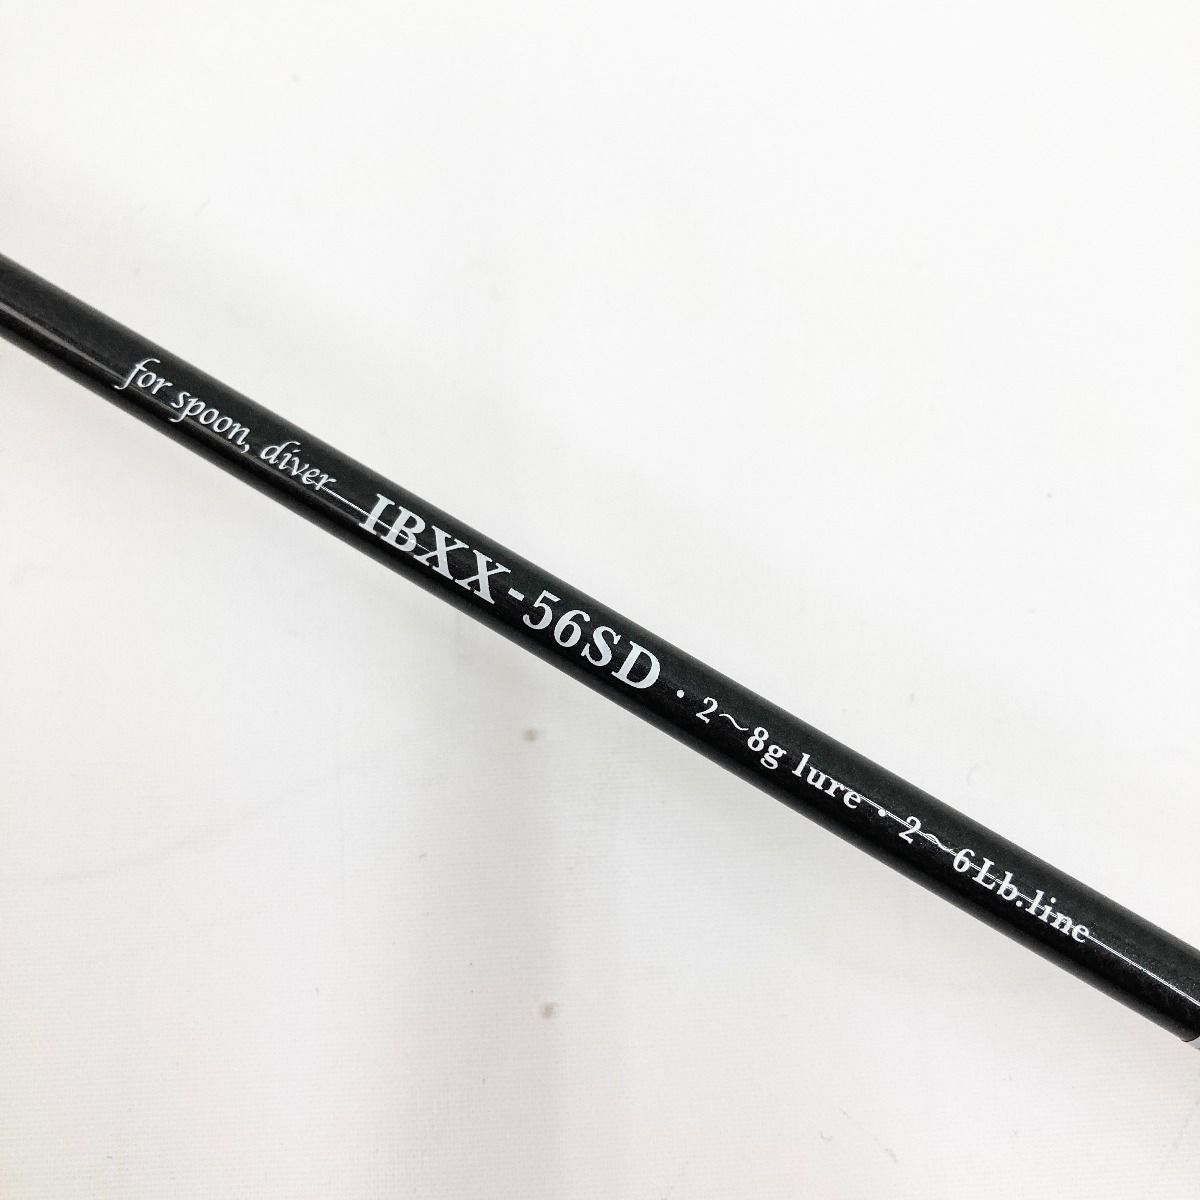 for spoon, diver IBXX-56SD・2～8g lure・2～6Lb.line